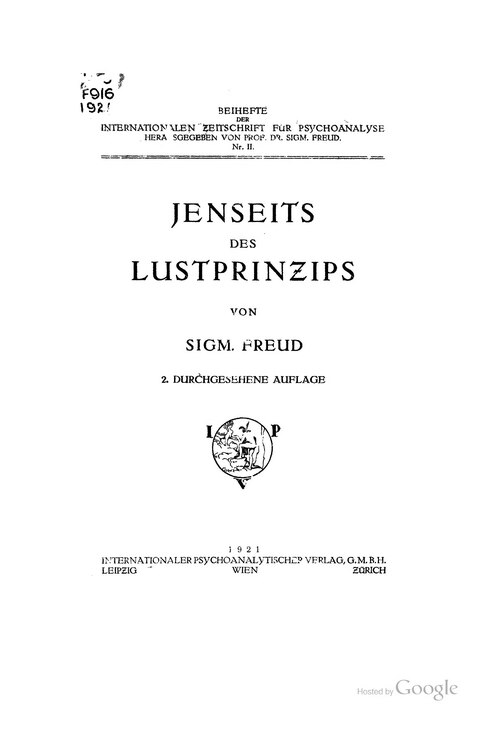 F916
1921
BEIHEFTE
DER
INTERNATIONALEN ZEITSCHRIFT FÜR PSYCHOANALYSE
HERAUSGEGEBEN VON PROF. DR. SIGM. FREUD.
Nr. II.
JENSEITS
DES
LUSTPRINZIPS
VON
SIGM. FREUD
2. DURCHGESEHENE AUFLAGE
I P
V
1921
INTERNATIONALER PSYCHOANALYTISCHER VERLAG, G.M.B.H.
LEIPZIG WIEN ZÜRICH
Hosted by Google